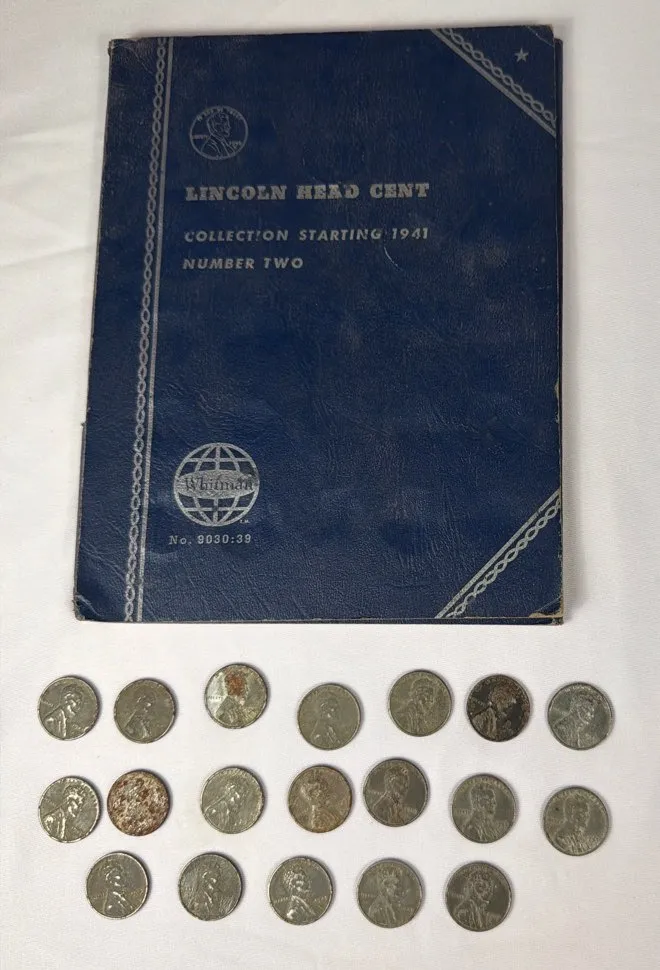 LINCOLN HEAD CENT
COLLECTION STARTING 1941
NUMBER TWO
Whitman
No. 9030:39